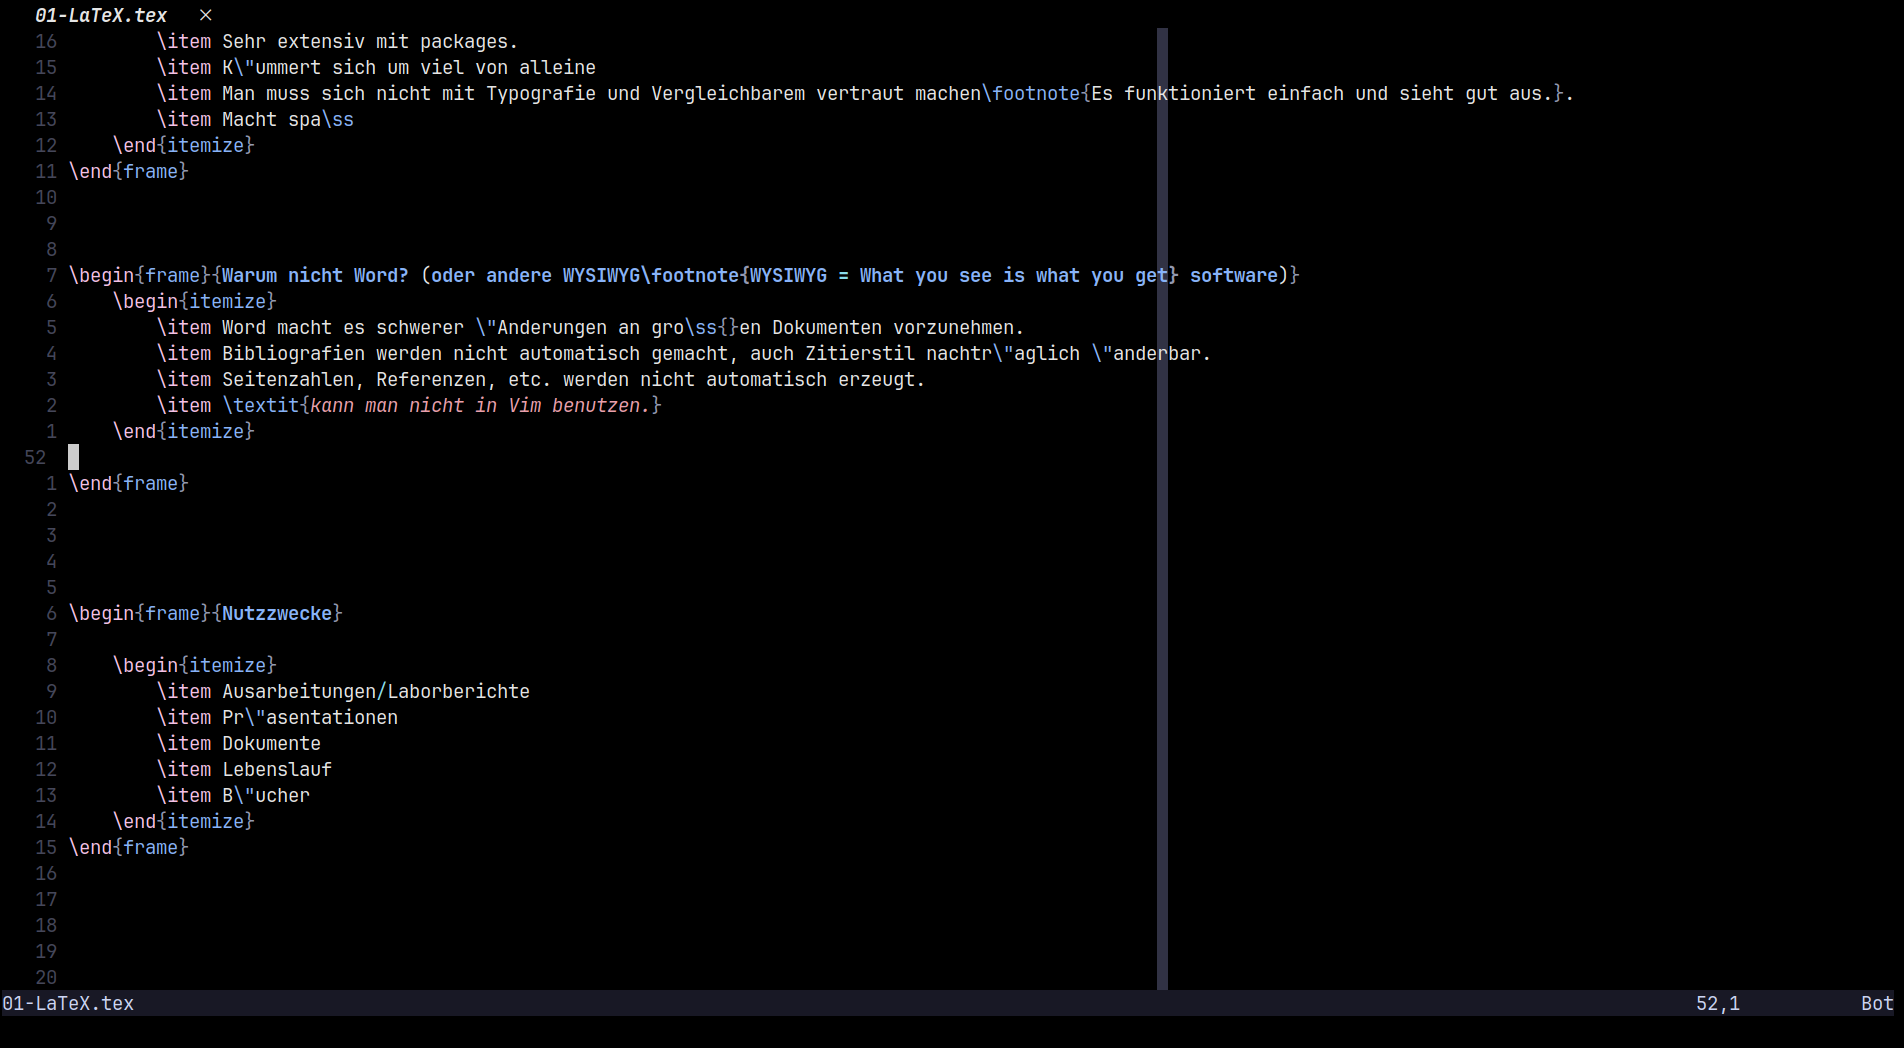 01-LaTeX.tex ×
16 \item Sehr extensiv mit packages.
15 \item K\"ummert sich um viel von alleine
14 \item Man muss sich nicht mit Typografie und Vergleichbarem vertraut machen\footnote{Es funktioniert einfach und sieht gut aus.}.
13 \item Macht spa\ss
12 \end{itemize}
11 \end{frame}
10
9
8
7 \begin{frame}{Warum nicht Word? (oder andere WYSIWYG\footnote{WYSIWYG = What you see is what you get} software)}
6 \begin{itemize}
5 \item Word macht es schwerer \"Anderungen an gro\ss{}en Dokumenten vorzunehmen.
4 \item Bibliografien werden nicht automatisch gemacht, auch Zitierstil nachtr\"aglich \"anderbar.
3 \item Seitenzahlen, Referenzen, etc. werden nicht automatisch erzeugt.
2 \item \textit{kann man nicht in Vim benutzen.}
1 \end{itemize}
52
1 \end{frame}
2
3
4
5
6 \begin{frame}{Nutzzwecke}
7
8 \begin{itemize}
9 \item Ausarbeitungen/Laborberichte
10 \item Pr\"asentationen
11 \item Dokumente
12 \item Lebenslauf
13 \item B\"ucher
14 \end{itemize}
15 \end{frame}
16
17
18
19
20
01-LaTeX.tex 52,1 Bot